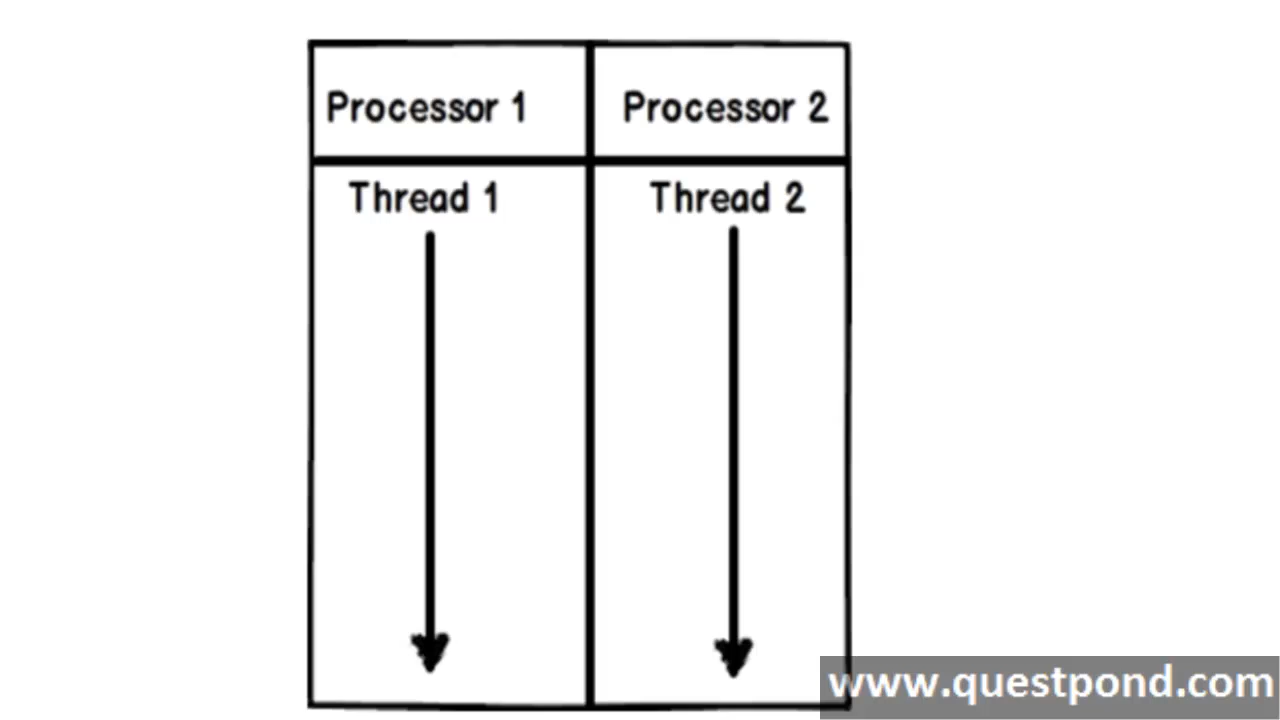 Processor 1
Processor 2
Thread 1
Thread 2
www.questpond.com